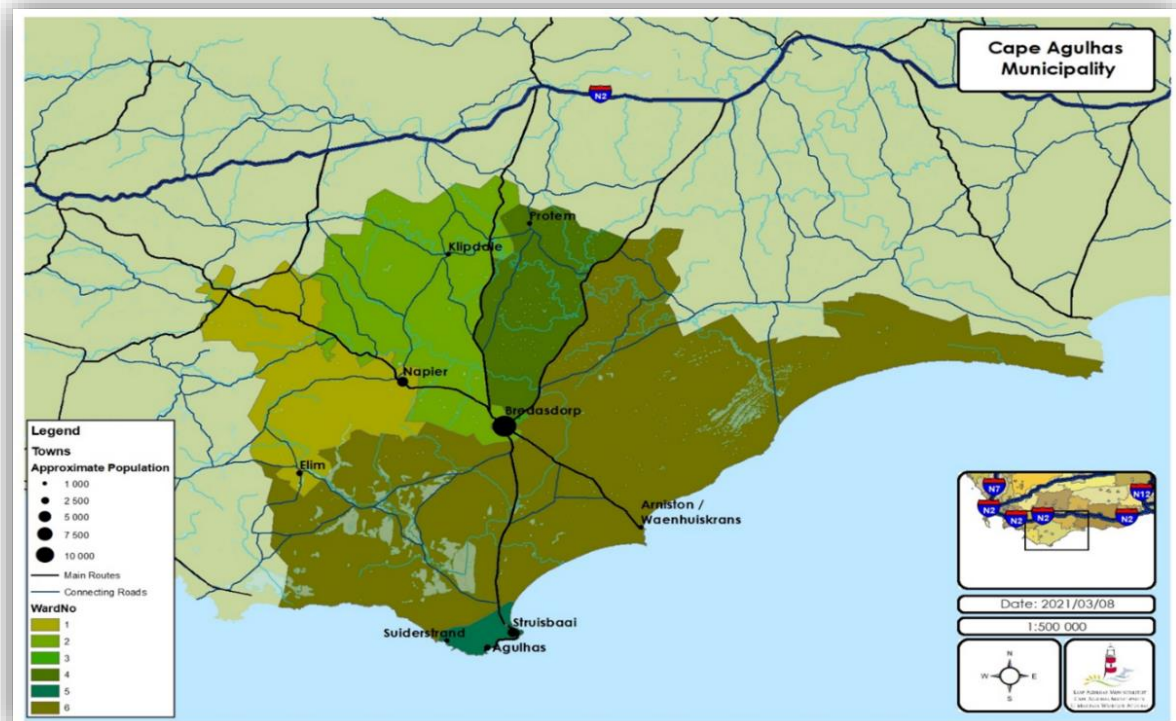 Cape Agulhas
Municipality
N2
Protem
Klipdale
Napier
Bredasdorp
Elim
Arniston /
Waenhuiskrans
Struisbaai
Suiderstrand
Agulhas
Legend
Towns
Approximate Population
1 000
2 500
5 000
7 500
10 000
Main Routes
Connecting Roads
WardNo
1
2
3
4
5
6
N7
N12
N2
N2
N2
N2
Date: 2021/03/08
1:500 000
N
W
E
S